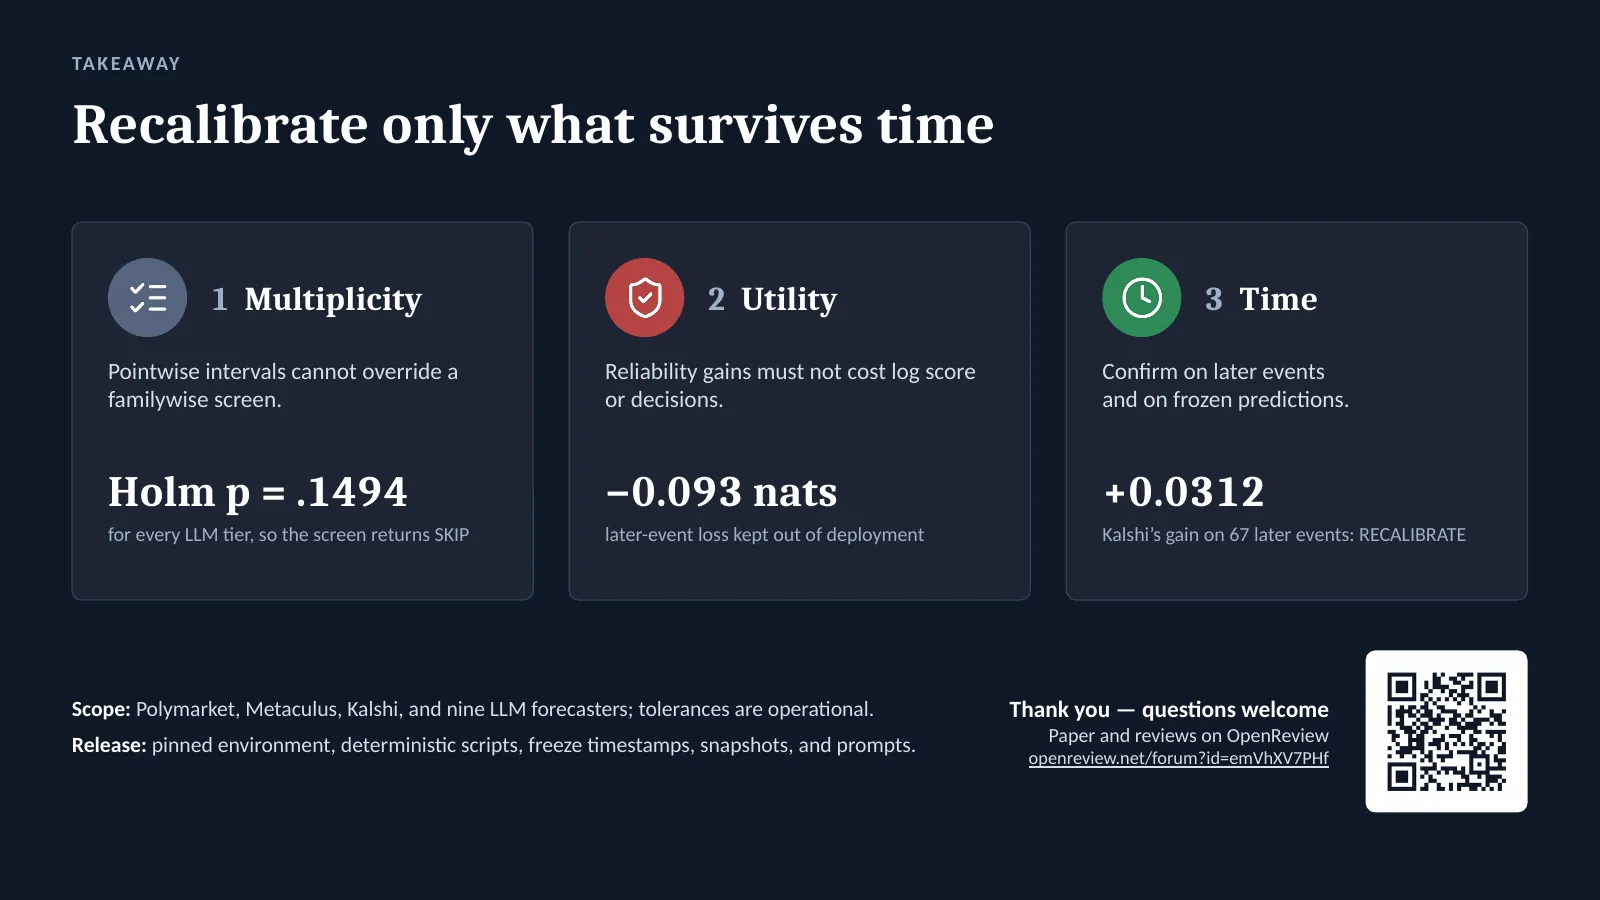 TAKEAWAY
Recalibrate only what survives time
1 Multiplicity
Pointwise intervals cannot override a
familywise screen.
Holm p = .1494
for every LLM tier, so the screen returns SKIP
2 Utility
Reliability gains must not cost log score
or decisions.
−0.093 nats
later-event loss kept out of deployment
3 Time
Confirm on later events
and on frozen predictions.
+0.0312
Kalshi’s gain on 67 later events: RECALIBRATE
Scope: Polymarket, Metaculus, Kalshi, and nine LLM forecasters; tolerances are operational.
Release: pinned environment, deterministic scripts, freeze timestamps, snapshots, and prompts.
Thank you — questions welcome
Paper and reviews on OpenReview
openreview.net/forum?id=emVhXV7PHf